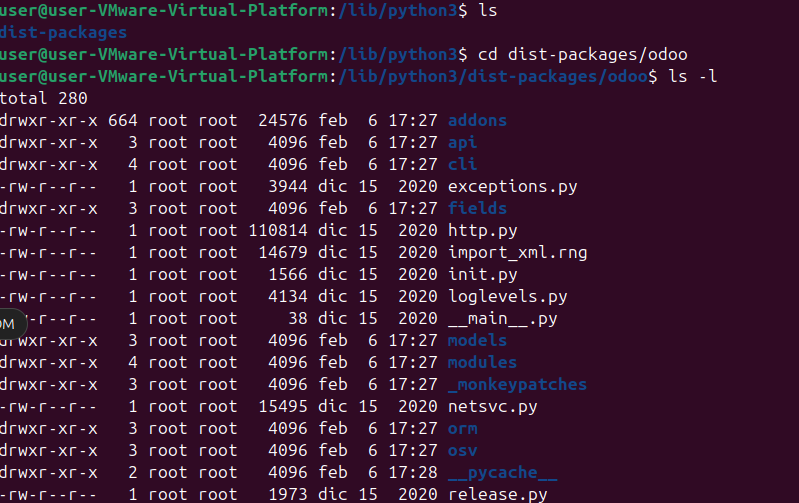 user@user-VMware-Virtual-Platform:/lib/python3$ ls
dist-packages
user@user-VMware-Virtual-Platform:/lib/python3$ cd dist-packages/odoo
user@user-VMware-Virtual-Platform:/lib/python3/dist-packages/odoo$ ls -l
total 280
drwxr-xr-x 664 root root  24576 feb  6 17:27 addons
drwxr-xr-x   3 root root   4096 feb  6 17:27 api
drwxr-xr-x   4 root root   4096 feb  6 17:27 cli
-rw-r--r--   1 root root   3944 dic 15  2020 exceptions.py
drwxr-xr-x   3 root root   4096 feb  6 17:27 fields
-rw-r--r--   1 root root 110814 dic 15  2020 http.py
-rw-r--r--   1 root root  14679 dic 15  2020 import_xml.rng
-rw-r--r--   1 root root   1566 dic 15  2020 init.py
-rw-r--r--   1 root root   4134 dic 15  2020 loglevels.py
OM w-r--r--   1 root root     38 dic 15  2020 __main__.py
drwxr-xr-x   3 root root   4096 feb  6 17:27 models
drwxr-xr-x   4 root root   4096 feb  6 17:27 modules
drwxr-xr-x   3 root root   4096 feb  6 17:27 _monkeypatches
-rw-r--r--   1 root root  15495 dic 15  2020 netsvc.py
drwxr-xr-x   3 root root   4096 feb  6 17:27 orm
drwxr-xr-x   3 root root   4096 feb  6 17:27 osv
drwxr-xr-x   2 root root   4096 feb  6 17:28 __pycache__
-rw-r--r--   1 root root   1973 dic 15  2020 release.py